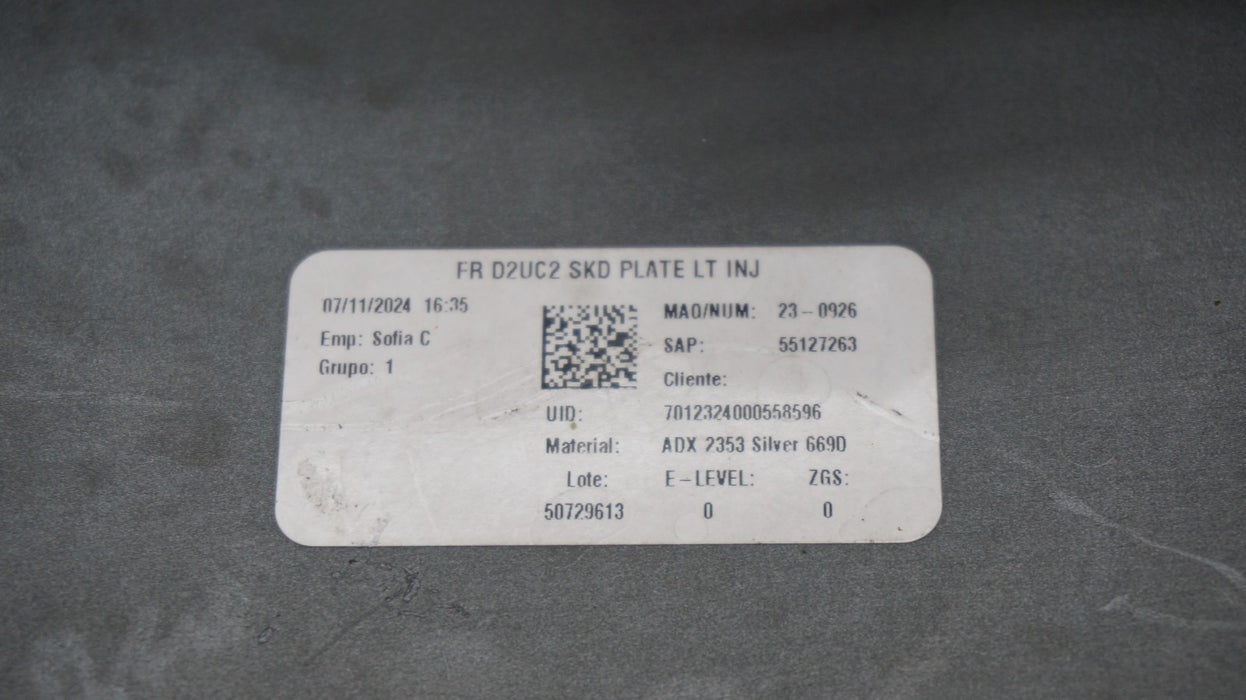 FR D2UC2 SKD PLATE LT INJ
07/11/2024 16:35
Emp: Sofia C
Grupo: 1
MAQ/NUM: 23-0926
SAP: 55127263
Cliente:
UID: 7012324000558596
Material: ADX 2353 Silver 669D
Lote: E-LEVEL: ZGS:
50729613 0 0